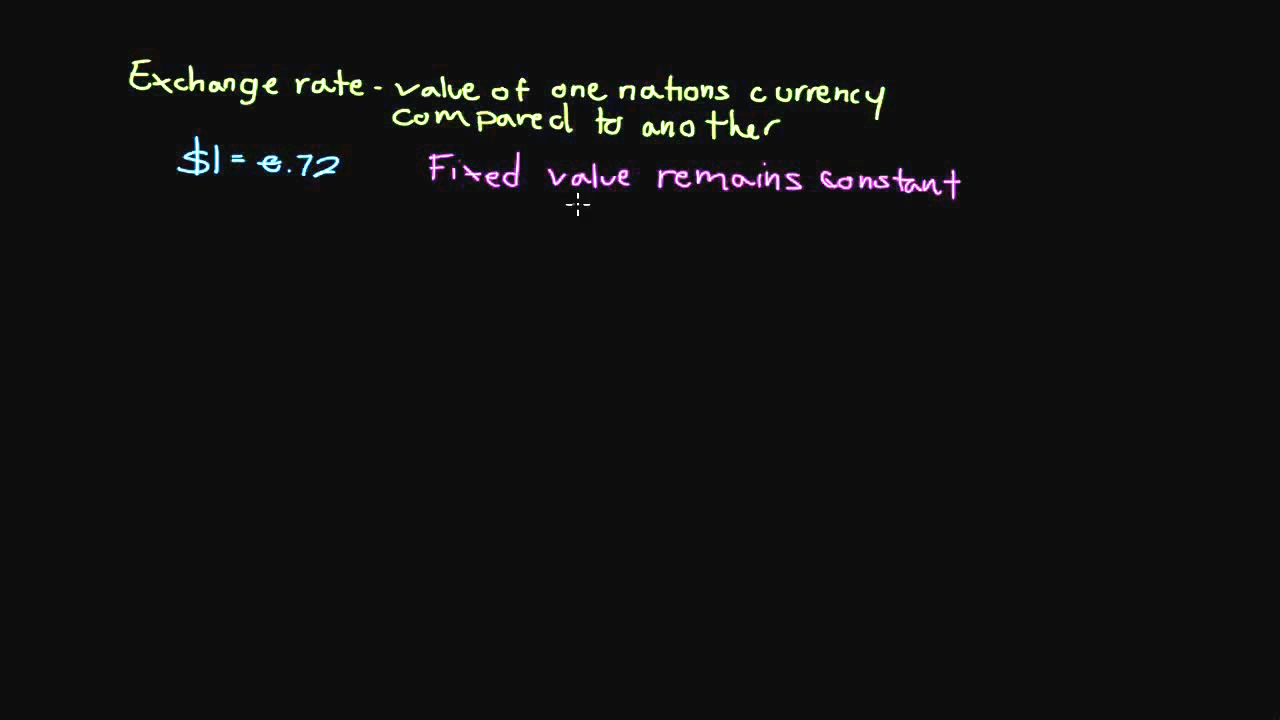 Exchange rate - value of one nations currency
compared to another
$1 = €.72
Fixed value remains constant